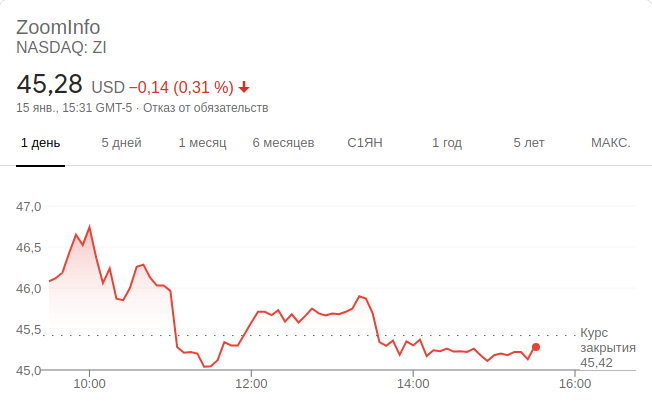 ZoomInfo
NASDAQ: ZI
45,28 USD −0,14 (0,31 %)
15 янв., 15:31 GMT-5 · Отказ от обязательств
1 день 5 дней 1 месяц 6 месяцев С1ЯН 1 год 5 лет МАКС.
47,0
46,5
46,0
45,5
45,0
Курс
закрытия
45,42
10:00 12:00 14:00 16:00